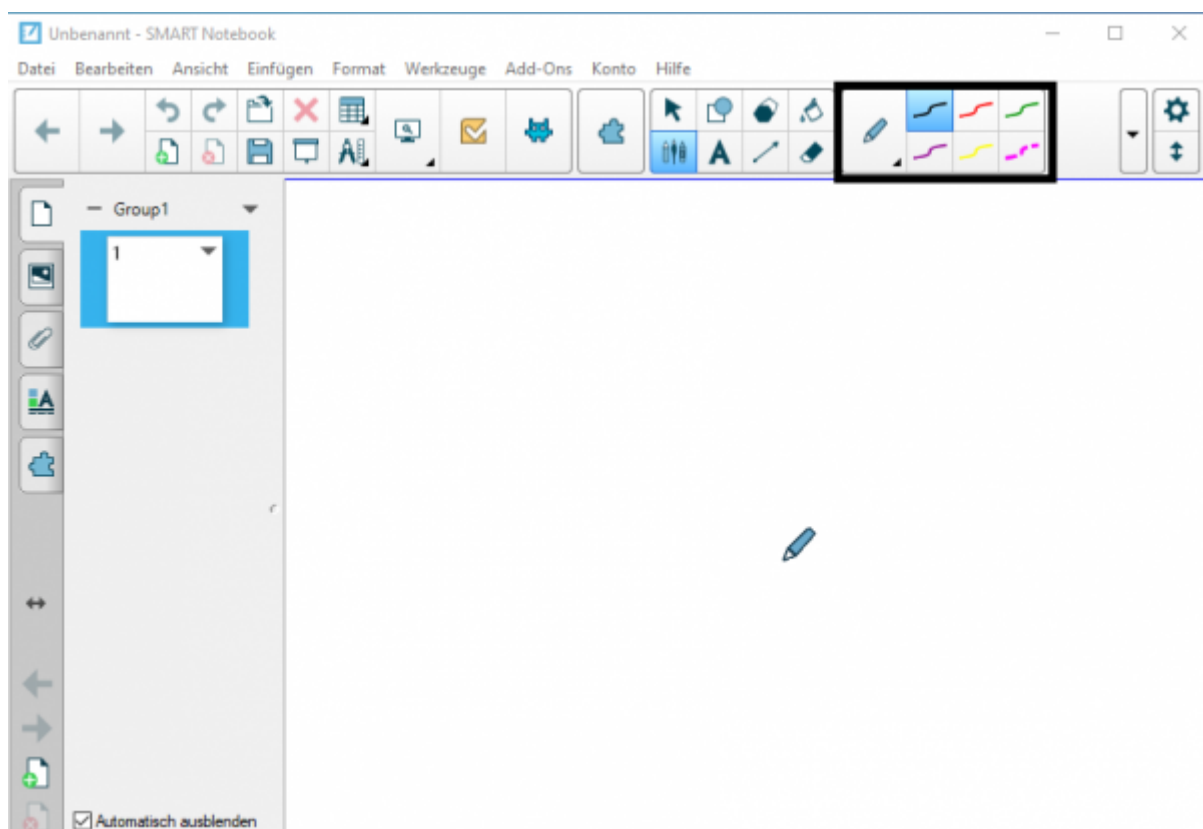 Unbenannt - SMART Notebook
Datei Bearbeiten Ansicht Einfügen Format Werkzeuge Add-Ons Konto Hilfe
Group1
1
Automatisch ausblenden